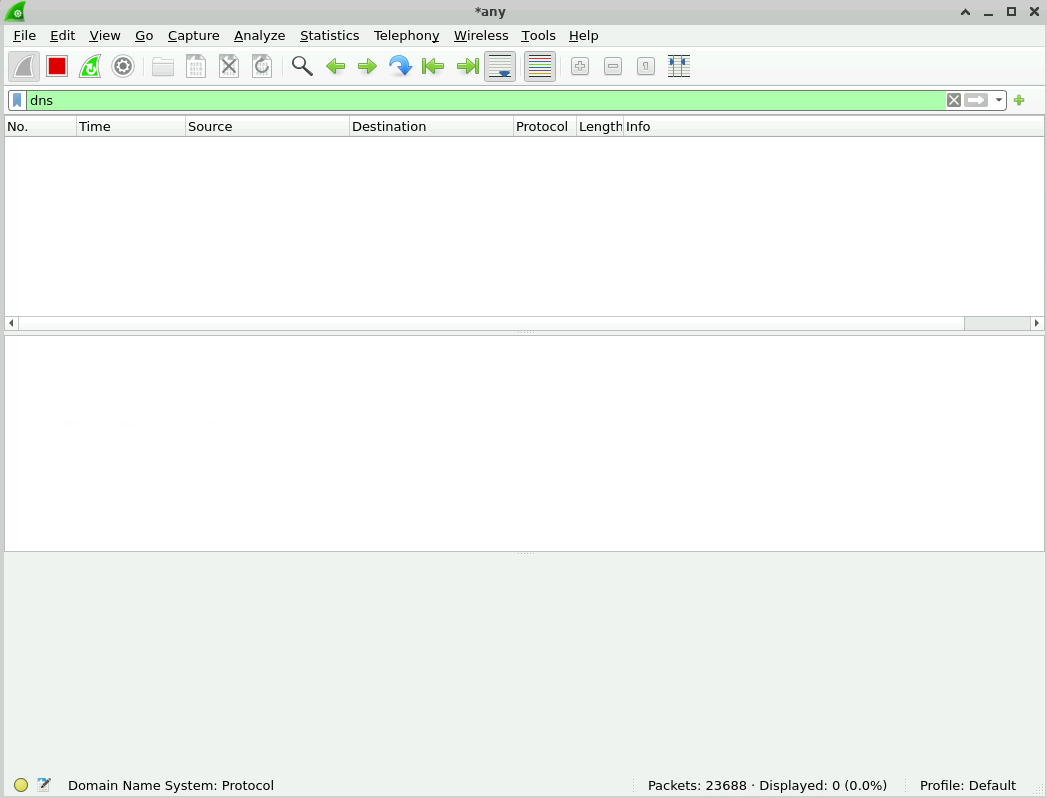 *any
File Edit View Go Capture Analyze Statistics Telephony Wireless Tools Help
dns
No. Time Source Destination Protocol Length Info
Domain Name System: Protocol Packets: 23688 · Displayed: 0 (0.0%) Profile: Default